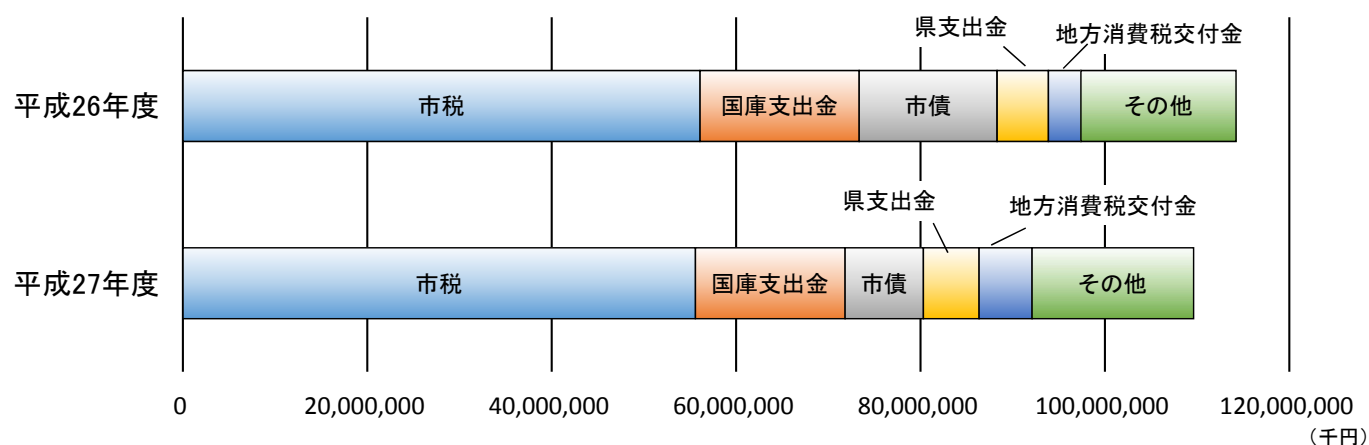 県支出金
地方消費税交付金
平成26年度
市税
国庫支出金
市債
その他
県支出金
地方消費税交付金
平成27年度
市税
国庫支出金
市債
その他
0
20,000,000
40,000,000
60,000,000
80,000,000
100,000,000
120,000,000
（千円）